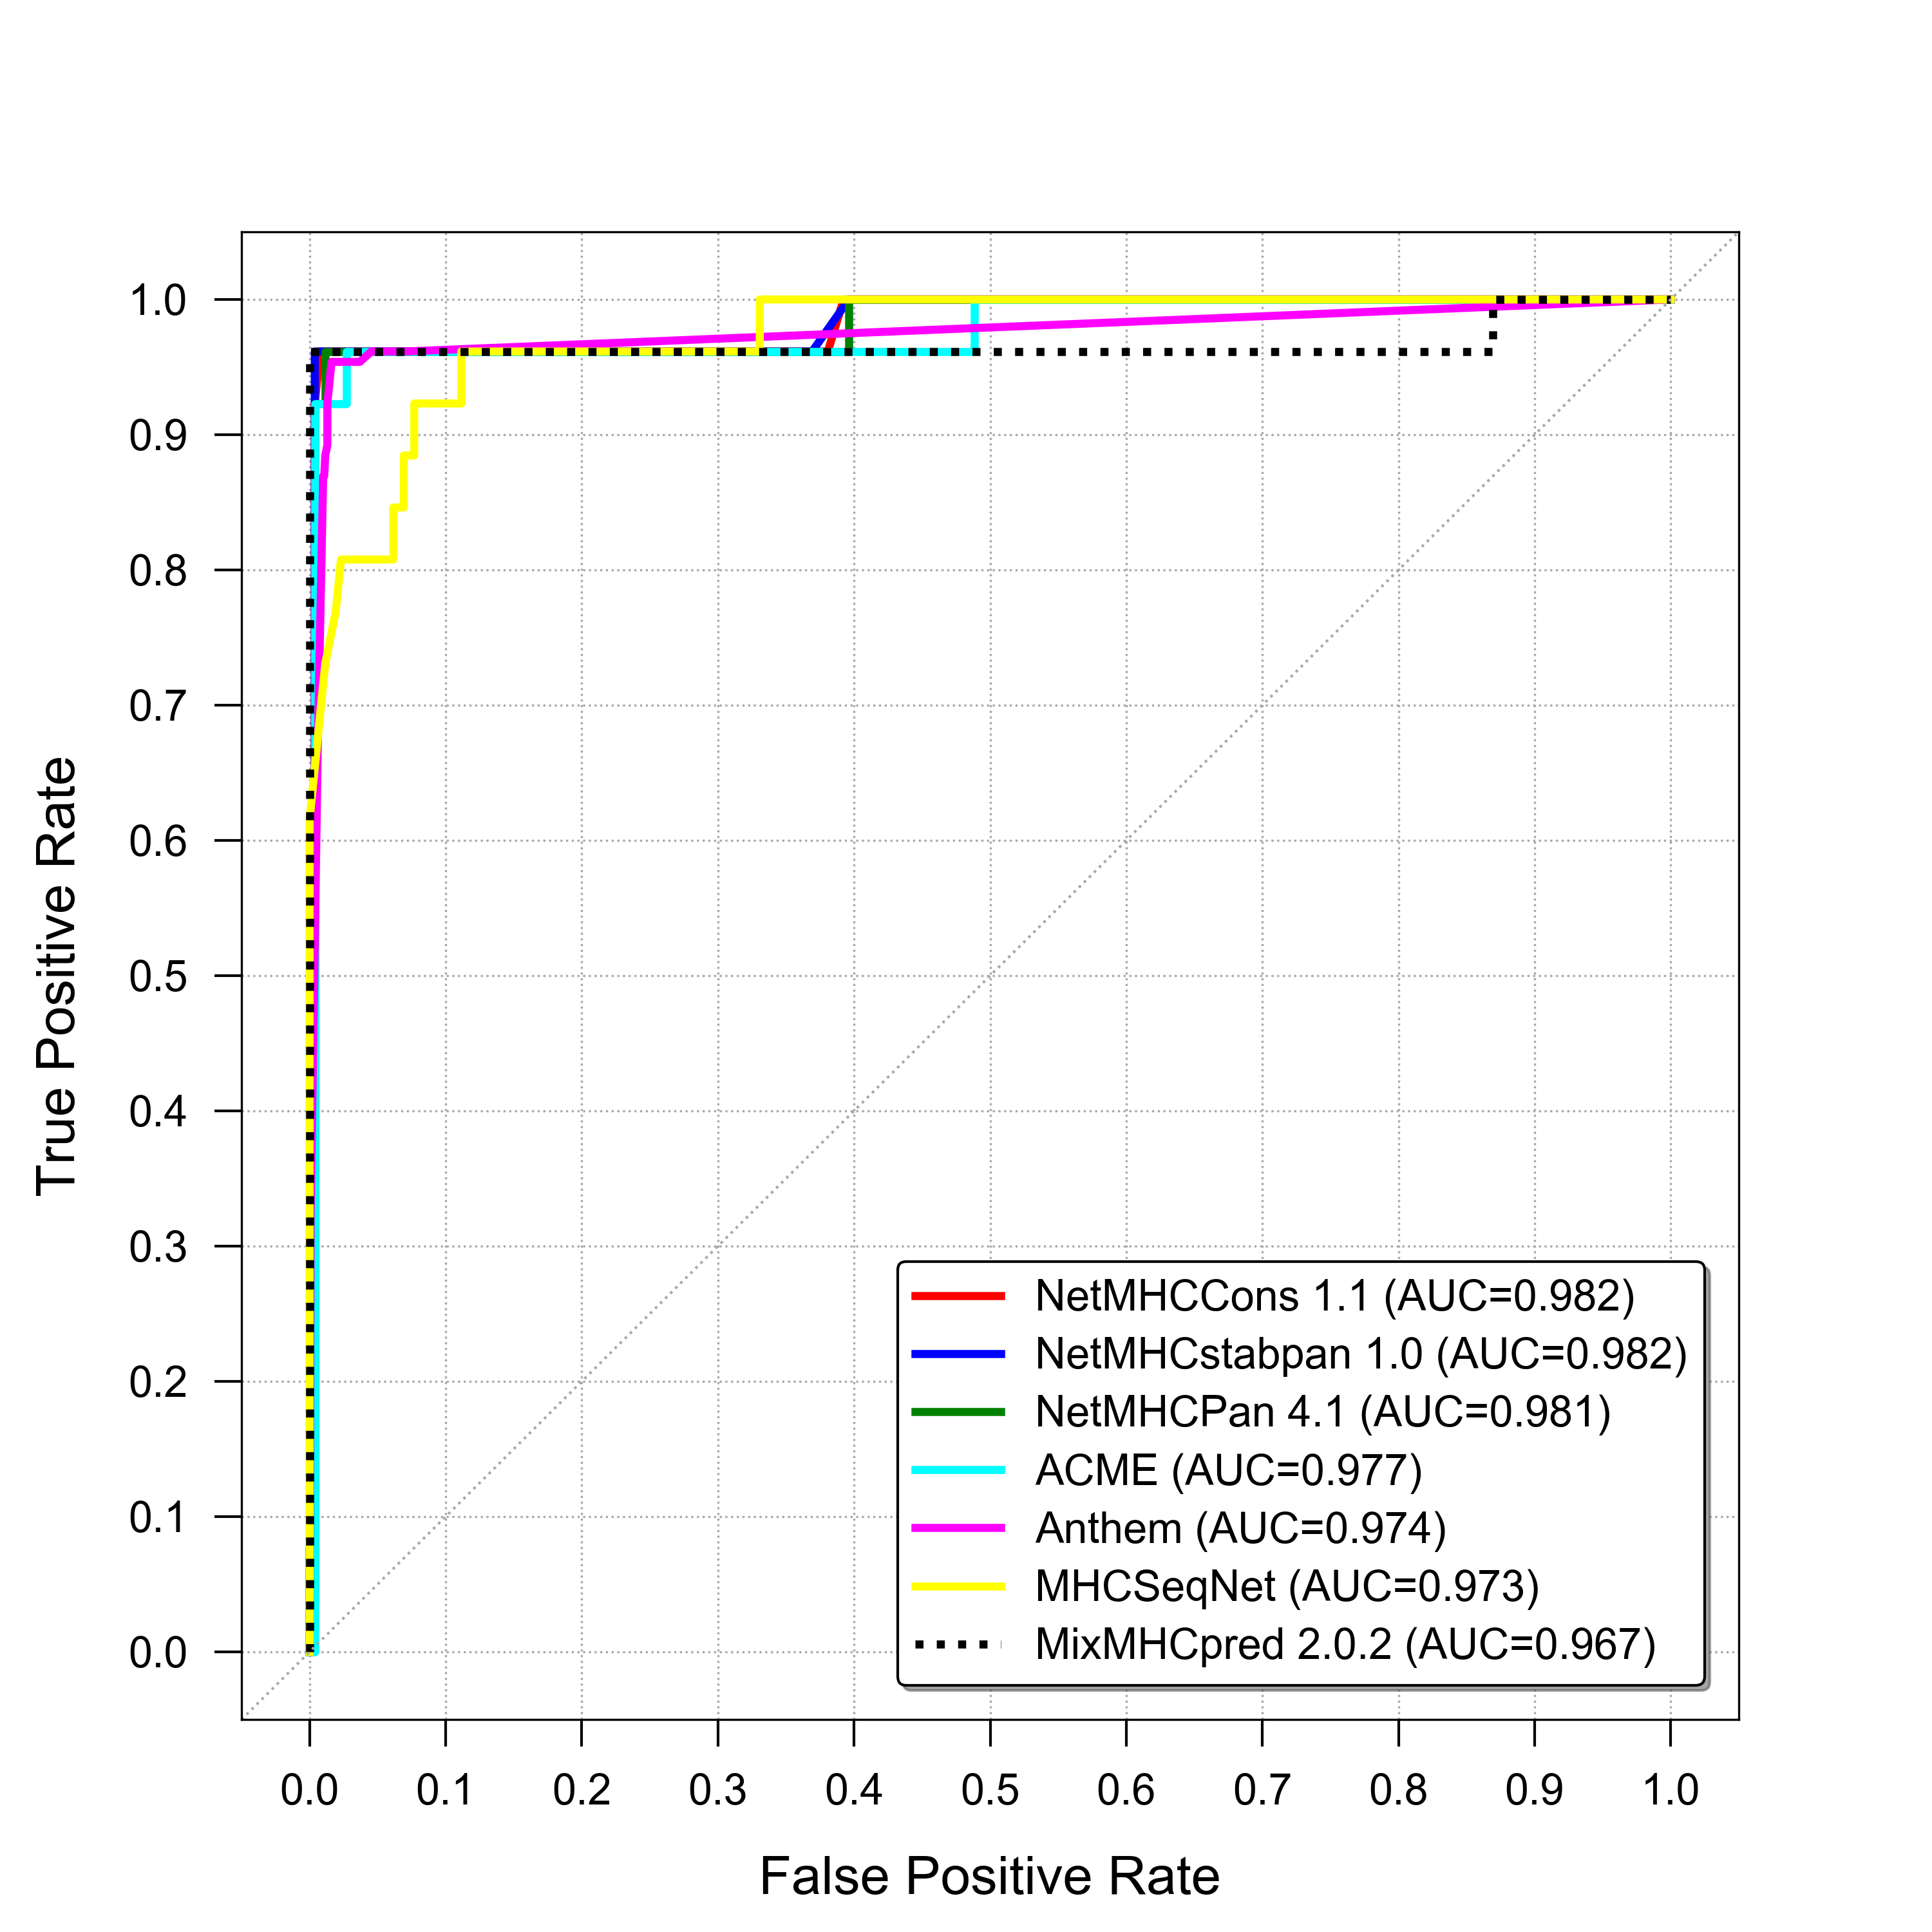 True Positive Rate
1.0
0.9
0.8
0.7
0.6
0.5
0.4
0.3
0.2
0.1
0.0
NetMHCCons 1.1 (AUC=0.982)
NetMHCstabpan 1.0 (AUC=0.982)
NetMHCPan 4.1 (AUC=0.981)
ACME (AUC=0.977)
Anthem (AUC=0.974)
MHCSeqNet (AUC=0.973)
MixMHCpred 2.0.2 (AUC=0.967)
0.0 0.1 0.2 0.3 0.4 0.5 0.6 0.7 0.8 0.9 1.0
False Positive Rate